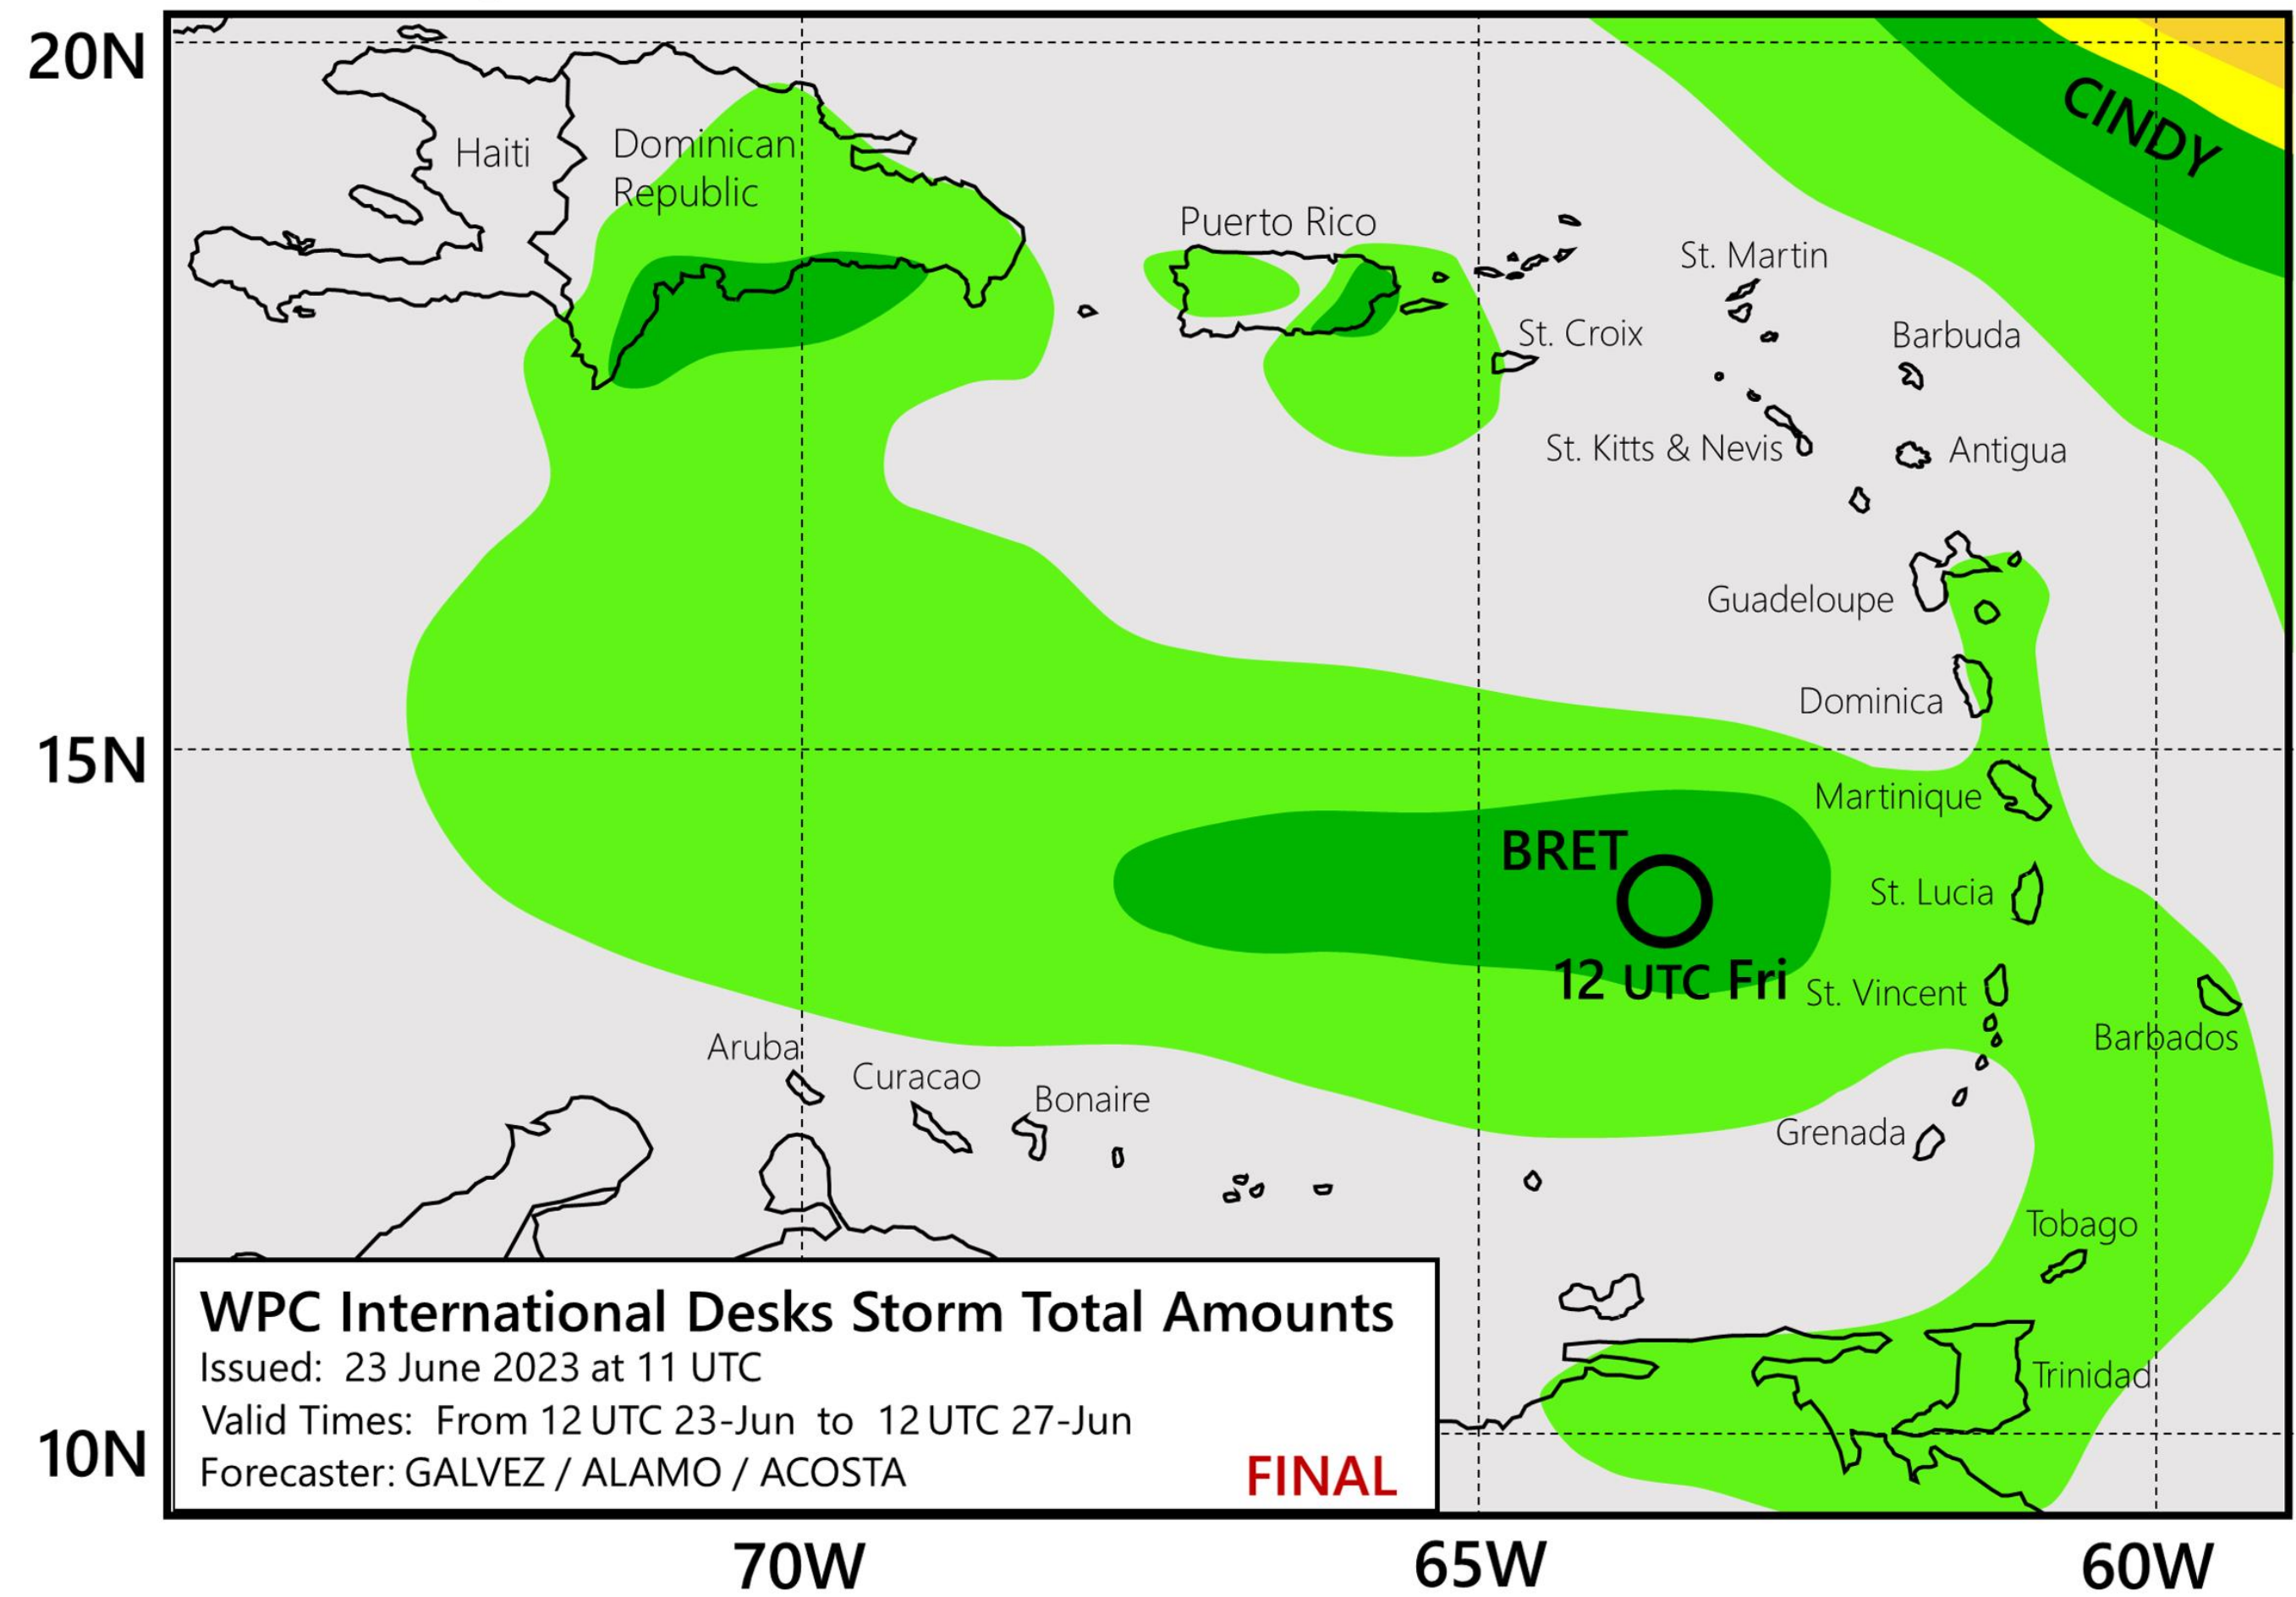 20N
CINDY
Haiti
Dominican
Republic
Puerto Rico
St. Martin
St. Croix
Barbuda
St. Kitts & Nevis
Antigua
Guadeloupe
Dominica
15N
Martinique
BRET
St. Lucia
12 UTC Fri
St. Vincent
Barbados
Aruba
Curacao
Bonaire
Grenada
Tobago
Trinidad
WPC International Desks Storm Total Amounts
Issued: 23 June 2023 at 11 UTC
Valid Times: From 12 UTC 23-Jun to 12 UTC 27-Jun
Forecaster: GALVEZ / ALAMO / ACOSTA
FINAL
10N
70W
65W
60W